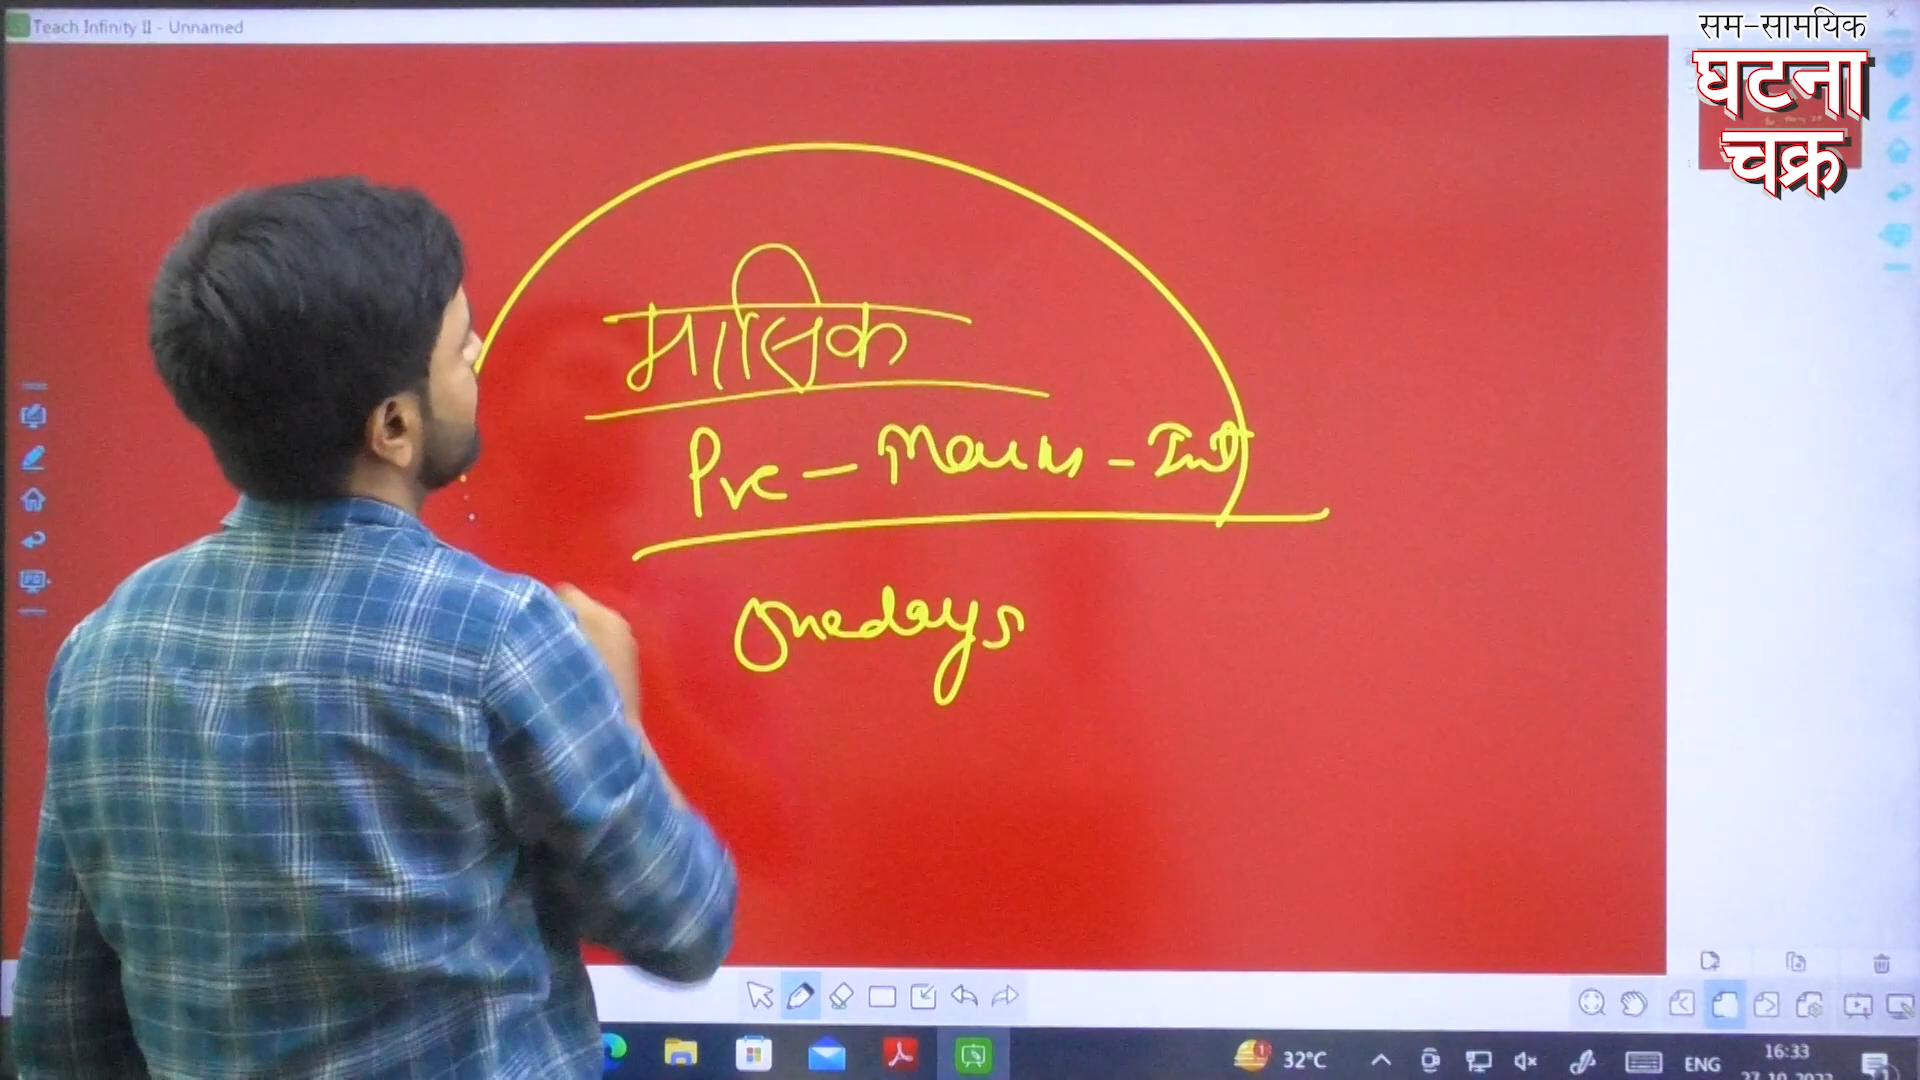 Teach Infinity II - Unnamed
सम-सामयिक
घटना
चक्र
मासिक
Pre - Mains - Int
Onedays
32°C
ENG
16:33